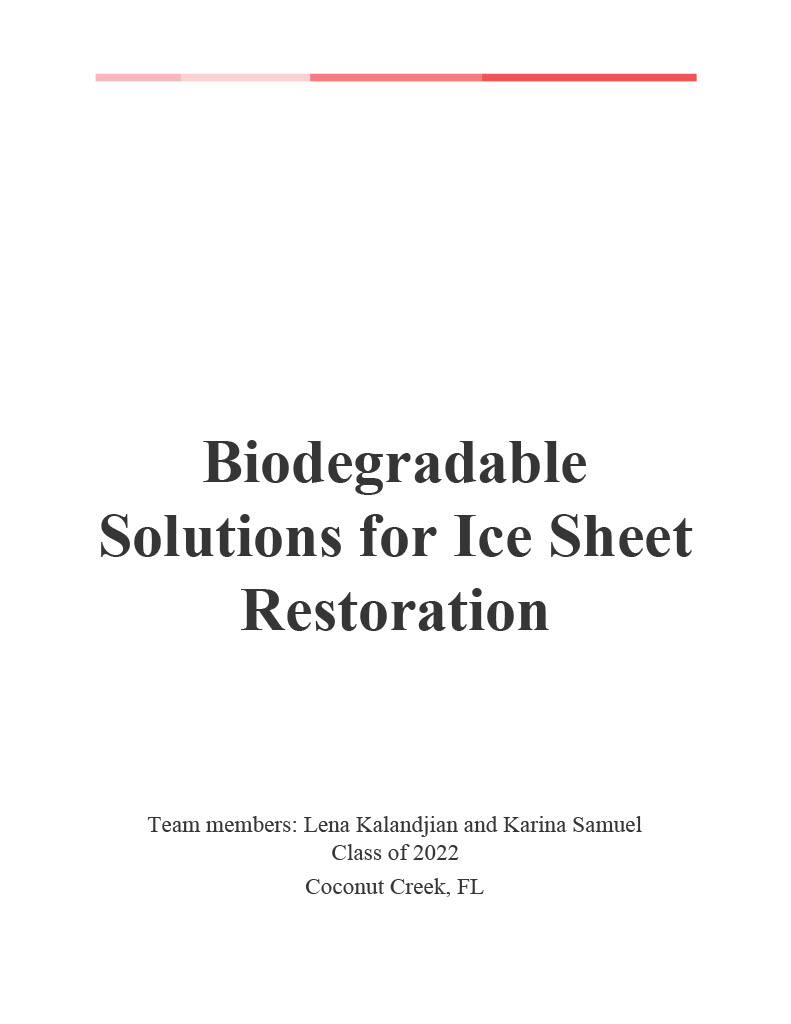 Biodegradable
Solutions for Ice Sheet
Restoration
Team members: Lena Kalandjian and Karina Samuel
Class of 2022
Coconut Creek, FL